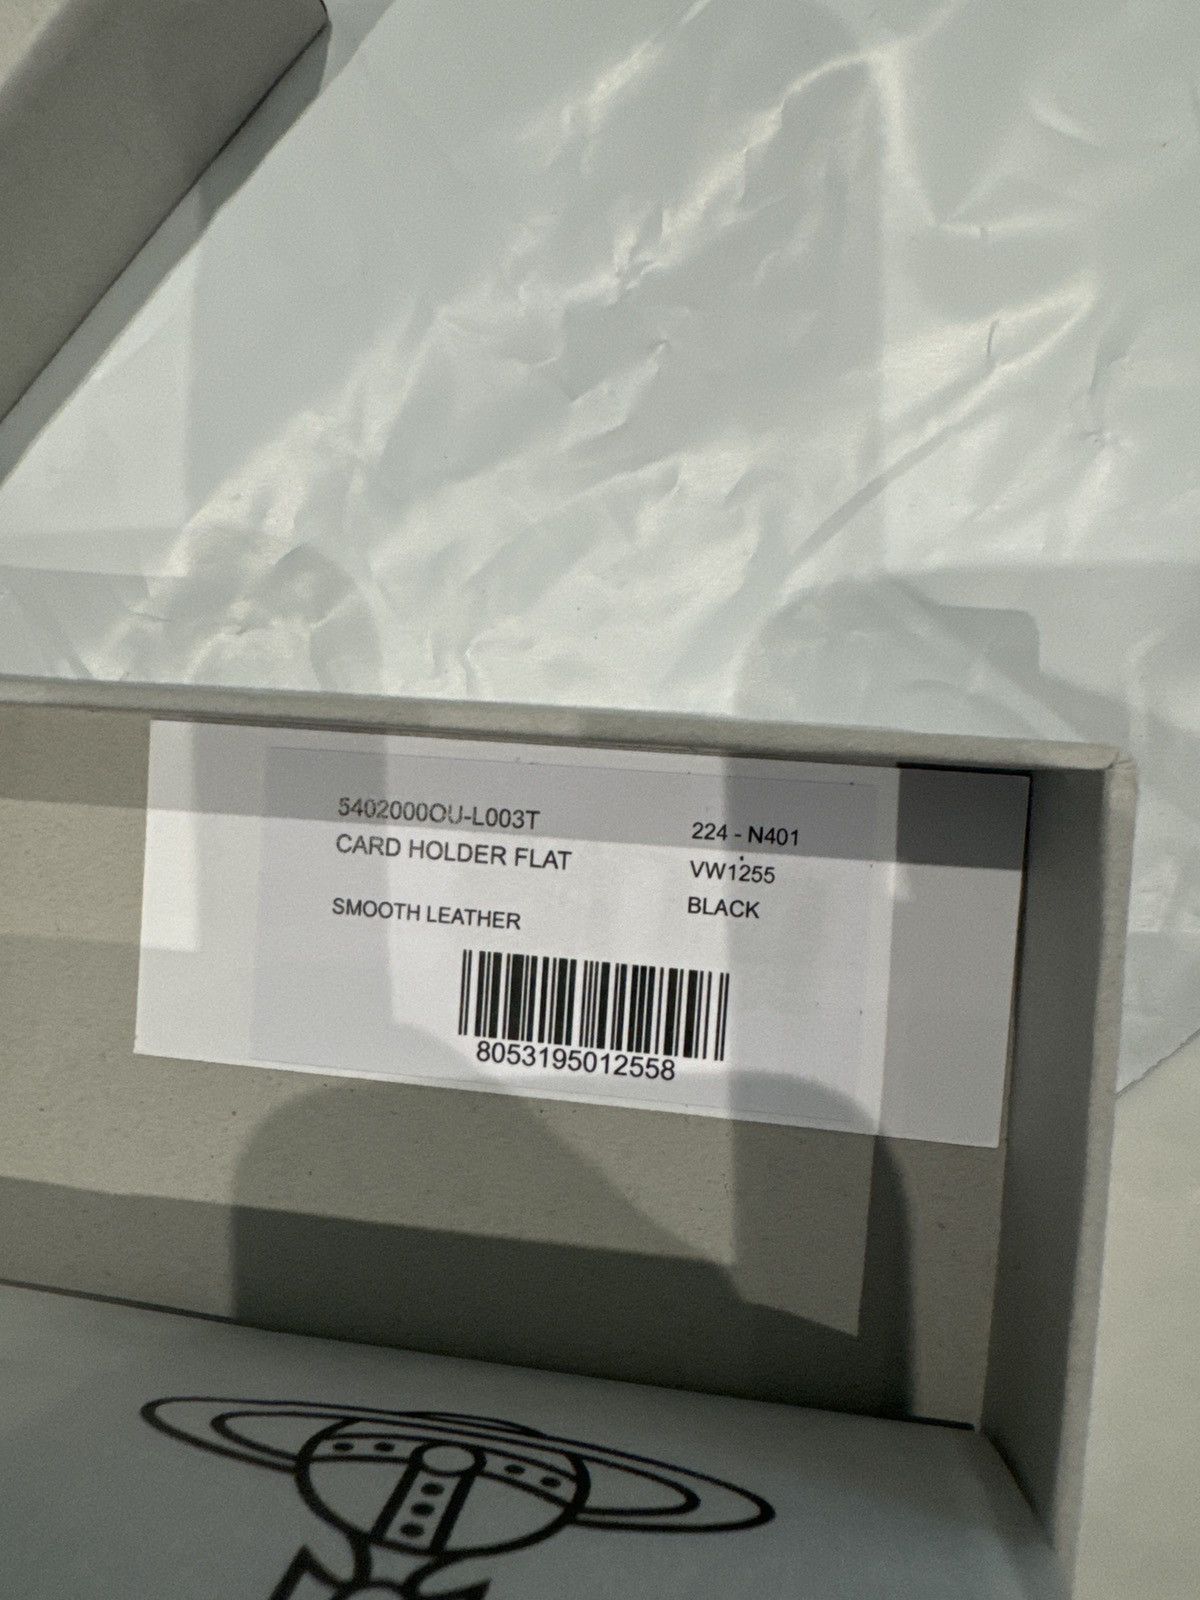 5402000OU-L003T
224 - N401
CARD HOLDER FLAT
VW1255
SMOOTH LEATHER
BLACK
8053195012558